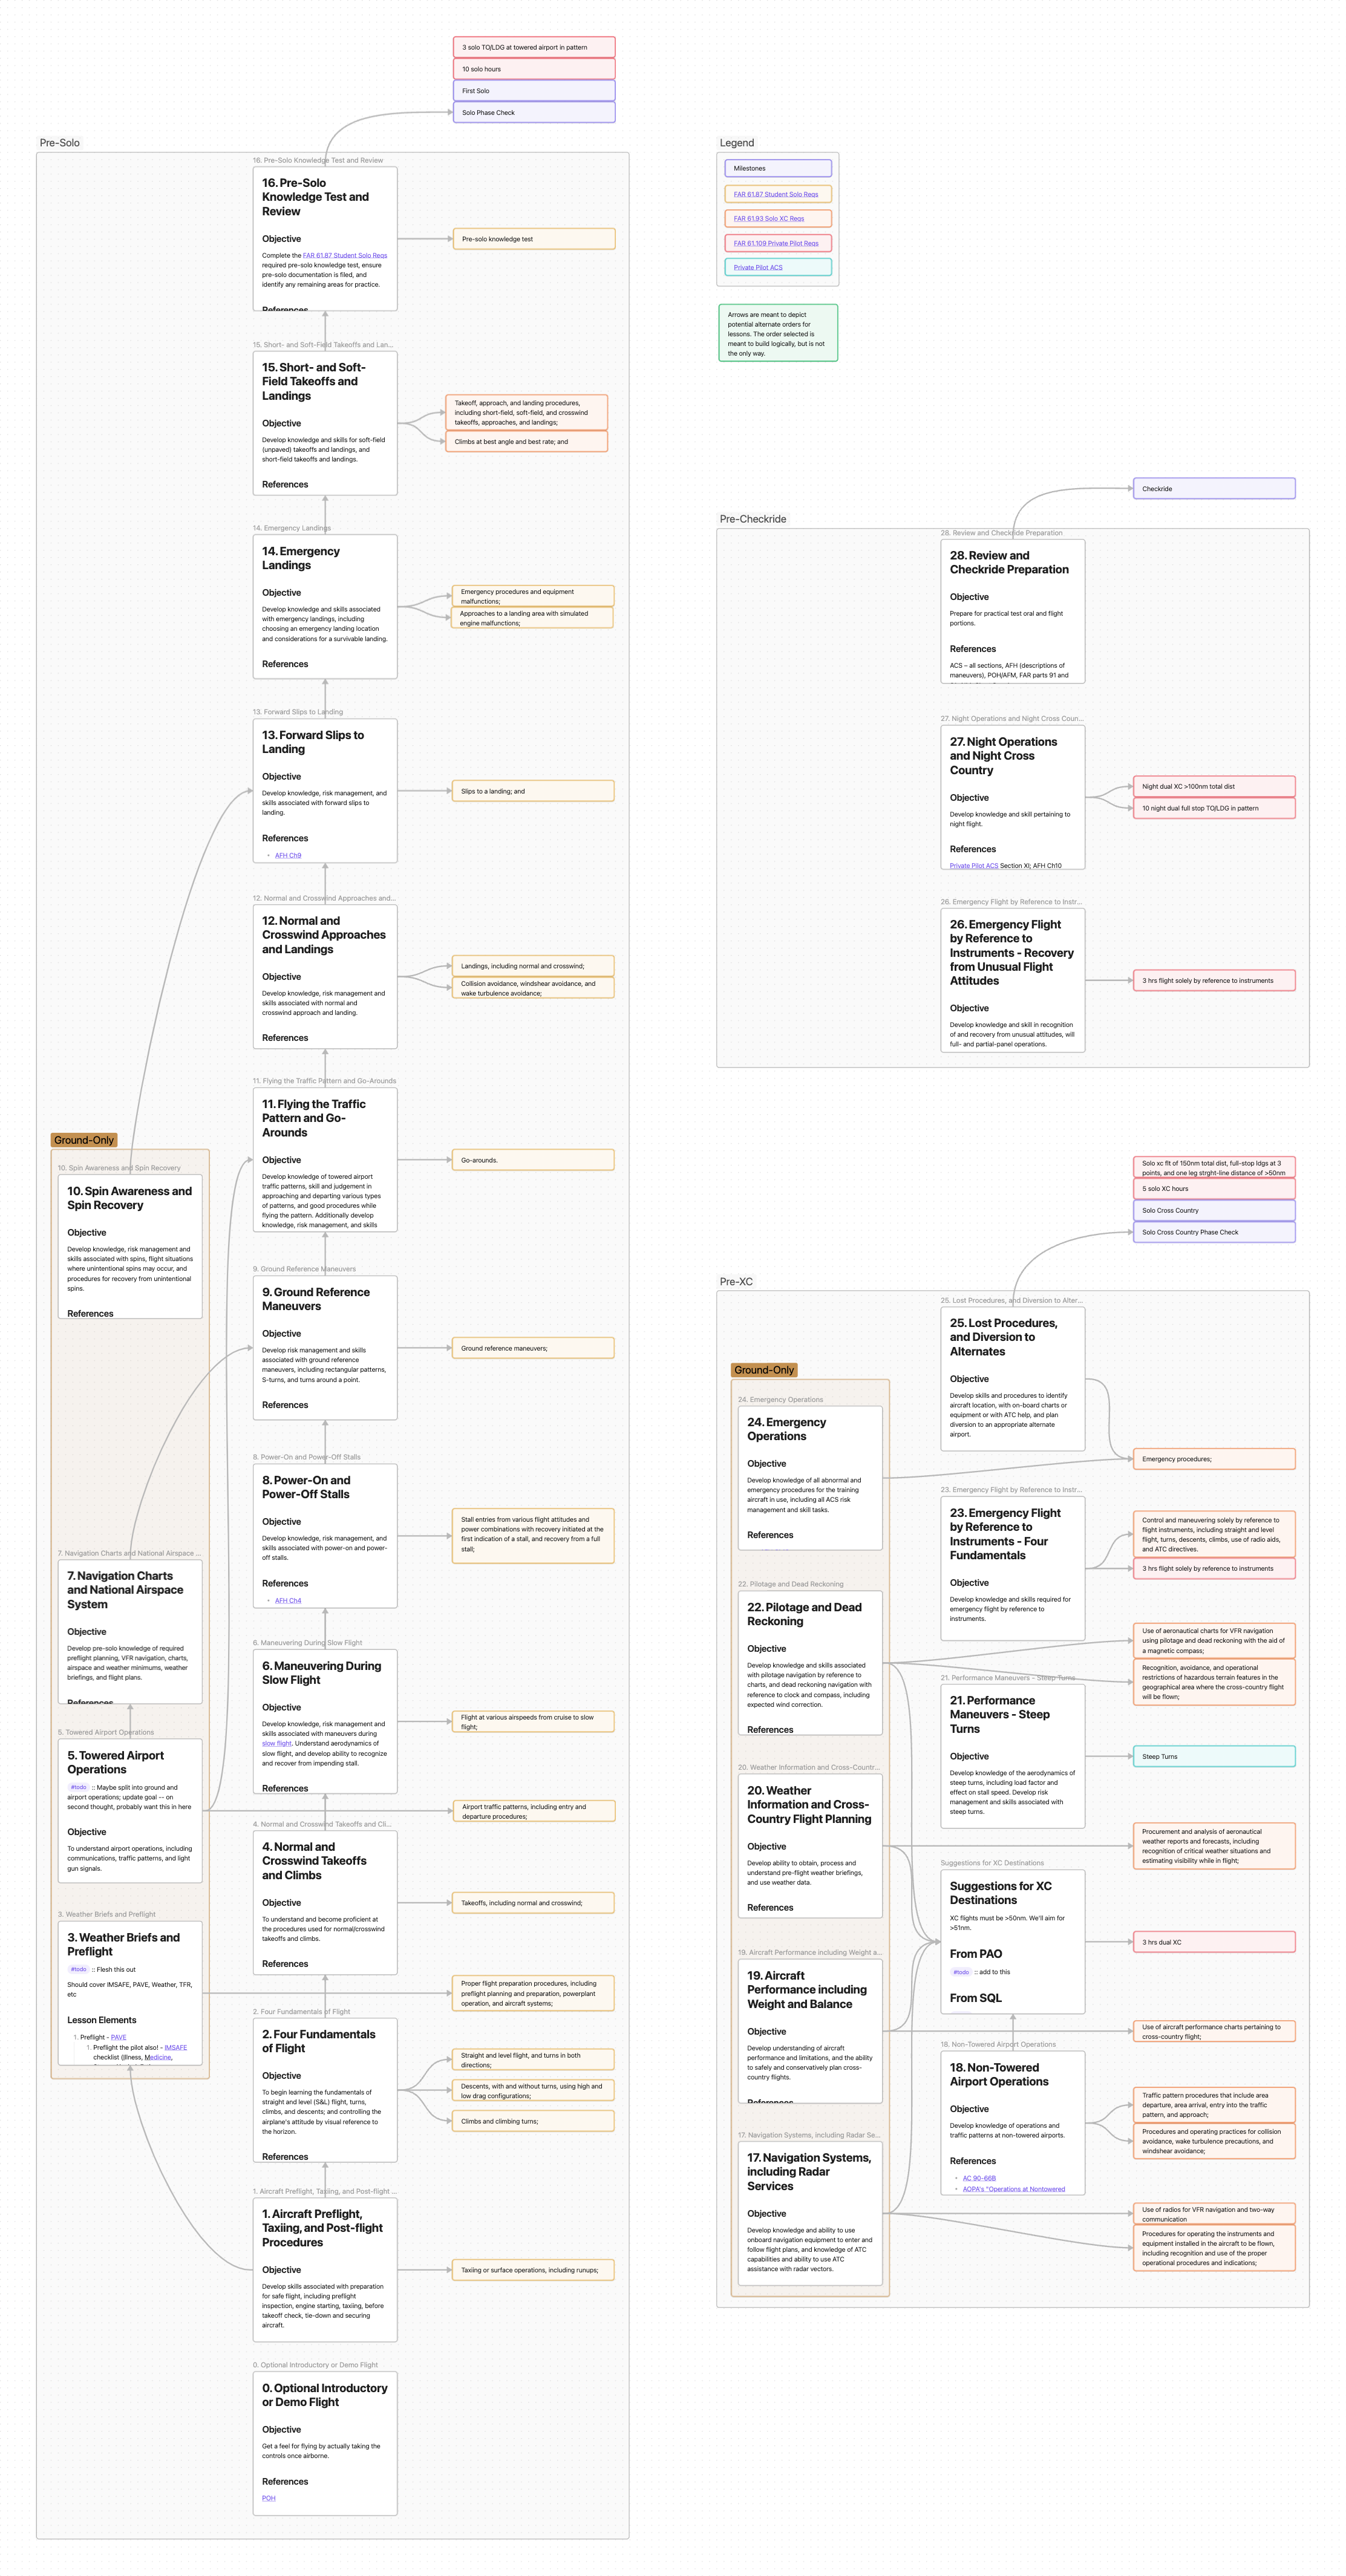 3 solo TO/LDG at towered airport in pattern
10 solo hours
First Solo
Solo Phase Check
Pre-Solo
16. Pre-Solo Knowledge Test and Review
16. Pre-Solo
Knowledge Test and
Review
Objective
Complete the FAR 61.87 Student Solo Reqs
required pre-solo knowledge test, ensure
pre-solo documentation is filed, and
identify any remaining areas for practice.
References
Pre-solo knowledge test
15. Short- and Soft-Field Takeoffs and Lan...
15. Short- and Soft-
Field Takeoffs and
Landings
Objective
Develop knowledge and skills for soft-field
(unpaved) takeoffs and landings, and
short-field takeoffs and landings.
References
Takeoff, approach, and landing procedures,
including short-field, soft-field, and crosswind
takeoffs, approaches, and landings;
Climbs at best angle and best rate; and
14. Emergency Landings
14. Emergency
Landings
Objective
Develop knowledge and skills associated
with emergency landings, including
choosing an emergency landing location
and considerations for a survivable landing.
References
Emergency procedures and equipment
malfunctions;
Approaches to a landing area with simulated
engine malfunctions;
13. Forward Slips to Landing
13. Forward Slips to
Landing
Objective
Develop knowledge, risk management, and
skills associated with forward slips to
landing.
References
• AFH Ch9
Slips to a landing; and
12. Normal and Crosswind Approaches and...
12. Normal and
Crosswind Approaches
and Landings
Objective
Develop knowledge, risk management and
skills associated with normal and
crosswind approach and landing.
References
Landings, including normal and crosswind;
Collision avoidance, windshear avoidance, and
wake turbulence avoidance;
11. Flying the Traffic Pattern and Go-Arounds
11. Flying the Traffic
Pattern and Go-
Arounds
Objective
Develop knowledge of towered airport
traffic patterns, skill and judgement in
approaching and departing various types
of patterns, and good procedures while
flying the pattern. Additionally develop
knowledge, risk management, and skills
Go-arounds.
Ground-Only
10. Spin Awareness and Spin Recovery
10. Spin Awareness and
Spin Recovery
Objective
Develop knowledge, risk management and
skills associated with spins, flight situations
where unintentional spins may occur, and
procedures for recovery from unintentional
spins.
References
9. Ground Reference Maneuvers
9. Ground Reference
Maneuvers
Objective
Develop risk management and skills
associated with ground reference
maneuvers, including rectangular patterns,
S-turns, and turns around a point.
References
Ground reference maneuvers;
8. Power-On and Power-Off Stalls
8. Power-On and
Power-Off Stalls
Objective
Develop knowledge, risk management, and
skills associated with power-on and power-
off stalls.
References
• AFH Ch4
Stall entries from various flight attitudes and
power combinations with recovery initiated at the
first indication of a stall, and recovery from a full
stall;
7. Navigation Charts and National Airspace ...
7. Navigation Charts
and National Airspace
System
Objective
Develop pre-solo knowledge of required
preflight planning, VFR navigation, charts,
airspace and weather minimums, weather
briefings, and flight plans.
References
6. Maneuvering During Slow Flight
6. Maneuvering During
Slow Flight
Objective
Develop knowledge, risk management and
skills associated with maneuvers during
slow flight. Understand aerodynamics of
slow flight, and develop ability to recognize
and recover from impending stall.
References
Flight at various airspeeds from cruise to slow
flight;
5. Towered Airport Operations
5. Towered Airport
Operations
#todo :: Maybe split into ground and
airport operations; update goal -- on
second thought, probably want this in here
Objective
To understand airport operations, including
communications, traffic patterns, and light
gun signals.
Airport traffic patterns, including entry and
departure procedures;
4. Normal and Crosswind Takeoffs and Cli...
4. Normal and
Crosswind Takeoffs
and Climbs
Objective
To understand and become proficient at
the procedures used for normal/crosswind
takeoffs and climbs.
References
Takeoffs, including normal and crosswind;
3. Weather Briefs and Preflight
3. Weather Briefs and
Preflight
#todo :: Flesh this out
Should cover IMSAFE, PAVE, Weather, TFR,
etc
Lesson Elements
1. Preflight - PAVE
1. Preflight the pilot also! - IMSAFE
checklist (Illness, Medicine,
Proper flight preparation procedures, including
preflight planning and preparation, powerplant
operation, and aircraft systems;
2. Four Fundamentals of Flight
2. Four Fundamentals
of Flight
Objective
To begin learning the fundamentals of
straight and level (S&L) flight, turns,
climbs, and descents; and controlling the
airplane's attitude by visual reference to
the horizon.
References
Straight and level flight, and turns in both
directions;
Descents, with and without turns, using high and
low drag configurations;
Climbs and climbing turns;
1. Aircraft Preflight, Taxiing, and Post-flight ...
1. Aircraft Preflight,
Taxiing, and Post-flight
Procedures
Objective
Develop skills associated with preparation
for safe flight, including preflight
inspection, engine starting, taxiing, before
takeoff check, tie-down and securing
aircraft.
Taxiing or surface operations, including runups;
0. Optional Introductory or Demo Flight
0. Optional Introductory
or Demo Flight
Objective
Get a feel for flying by actually taking the
controls once airborne.
References
POH
Legend
Milestones
FAR 61.87 Student Solo Reqs
FAR 61.93 Solo XC Reqs
FAR 61.109 Private Pilot Reqs
Private Pilot ACS
Arrows are meant to depict
potential alternate orders for
lessons. The order selected is
meant to build logically, but is not
the only way.
Checkride
Pre-Checkride
28. Review and Checkride Preparation
28. Review and
Checkride Preparation
Objective
Prepare for practical test oral and flight
portions.
References
ACS – all sections, AFH (descriptions of
maneuvers), POH/AFM, FAR parts 91 and
27. Night Operations and Night Cross Coun...
27. Night Operations
and Night Cross
Country
Objective
Develop knowledge and skill pertaining to
night flight.
References
Private Pilot ACS Section XI; AFH Ch10
Night dual XC >100nm total dist
10 night dual full stop TO/LDG in pattern
26. Emergency Flight by Reference to Instr...
26. Emergency Flight
by Reference to
Instruments - Recovery
from Unusual Flight
Attitudes
Objective
Develop knowledge and skill in recognition
of and recovery from unusual attitudes, will
full- and partial-panel operations.
3 hrs flight solely by reference to instruments
Solo xc flt of 150nm total dist, full-stop ldgs at 3
points, and one leg strght-line distance of >50nm
5 solo XC hours
Solo Cross Country
Solo Cross Country Phase Check
Pre-XC
25. Lost Procedures, and Diversion to Alter...
25. Lost Procedures,
and Diversion to
Alternates
Objective
Develop skills and procedures to identify
aircraft location, with on-board charts or
equipment or with ATC help, and plan
diversion to an appropriate alternate
airport.
Ground-Only
24. Emergency Operations
24. Emergency
Operations
Objective
Develop knowledge of all abnormal and
emergency procedures for the training
aircraft in use, including all ACS risk
management and skill tasks.
References
Emergency procedures;
23. Emergency Flight by Reference to Instr...
23. Emergency Flight
by Reference to
Instruments - Four
Fundamentals
Objective
Develop knowledge and skills required for
emergency flight by reference to
instruments.
Control and maneuvering solely by reference to
flight instruments, including straight and level
flight, turns, descents, climbs, use of radio aids,
and ATC directives.
3 hrs flight solely by reference to instruments
22. Pilotage and Dead Reckoning
22. Pilotage and Dead
Reckoning
Objective
Develop knowledge and skills associated
with pilotage navigation by reference to
charts, and dead reckoning navigation with
reference to clock and compass, including
expected wind correction.
References
Use of aeronautical charts for VFR navigation
using pilotage and dead reckoning with the aid of
a magnetic compass;
Recognition, avoidance, and operational
restrictions of hazardous terrain features in the
geographical area where the cross-country flight
will be flown;
21. Performance Maneuvers - Steep Turns
21. Performance
Maneuvers - Steep
Turns
Objective
Develop knowledge of the aerodynamics of
steep turns, including load factor and
effect on stall speed. Develop risk
management and skills associated with
steep turns.
Steep Turns
20. Weather Information and Cross-Countr...
20. Weather
Information and Cross-
Country Flight Planning
Objective
Develop ability to obtain, process and
understand pre-flight weather briefings,
and use weather data.
References
Procurement and analysis of aeronautical
weather reports and forecasts, including
recognition of critical weather situations and
estimating visibility while in flight;
Suggestions for XC Destinations
Suggestions for XC
Destinations
XC flights must be >50nm. We'll aim for
>51nm.
From PAO
#todo :: add to this
From SQL
3 hrs dual XC
19. Aircraft Performance including Weight a...
19. Aircraft
Performance including
Weight and Balance
Objective
Develop understanding of aircraft
performance and limitations, and the ability
to safely and conservatively plan cross-
country flights.
References
Use of aircraft performance charts pertaining to
cross-country flight;
18. Non-Towered Airport Operations
18. Non-Towered
Airport Operations
Objective
Develop knowledge of operations and
traffic patterns at non-towered airports.
References
• AC 90-66B
• AOPA's "Operations at Nontowered
Traffic pattern procedures that include area
departure, area arrival, entry into the traffic
pattern, and approach;
Procedures and operating practices for collision
avoidance, wake turbulence precautions, and
windshear avoidance;
17. Navigation Systems, including Radar Se...
17. Navigation Systems,
including Radar
Services
Objective
Develop knowledge and ability to use
onboard navigation equipment to enter and
follow flight plans, and knowledge of ATC
capabilities and ability to use ATC
assistance with radar vectors.
Use of radios for VFR navigation and two-way
communication
Procedures for operating the instruments and
equipment installed in the aircraft to be flown,
including recognition and use of the proper
operational procedures and indications;